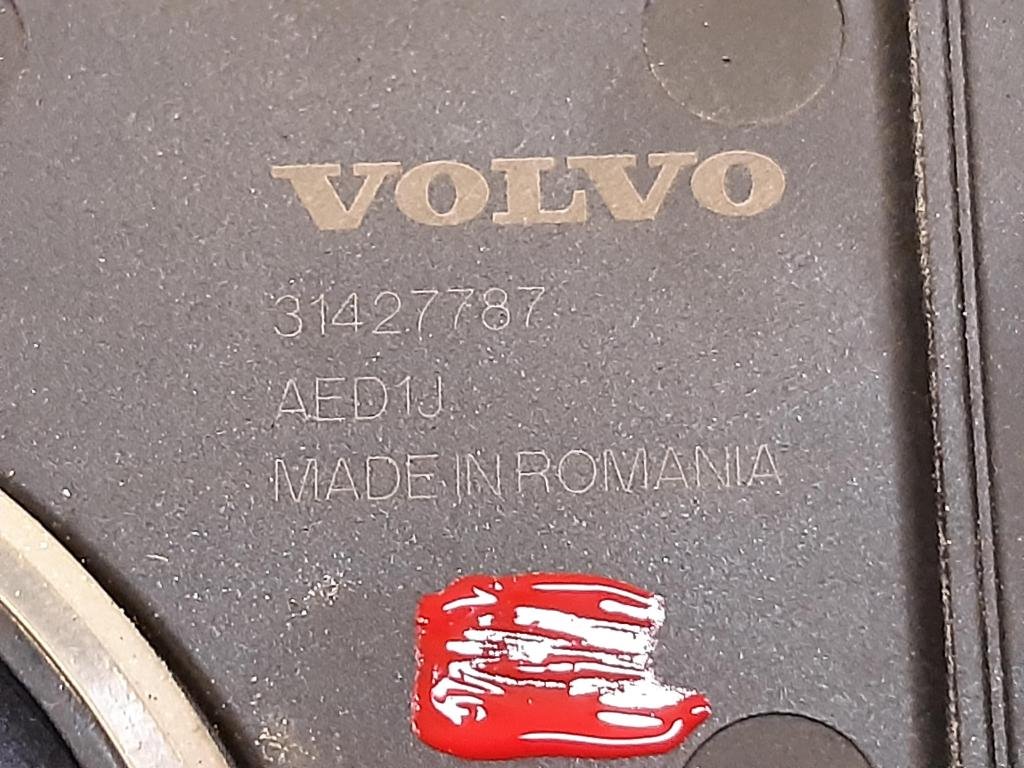 VOLVO
31427787
AED1J
MADE IN ROMANIA